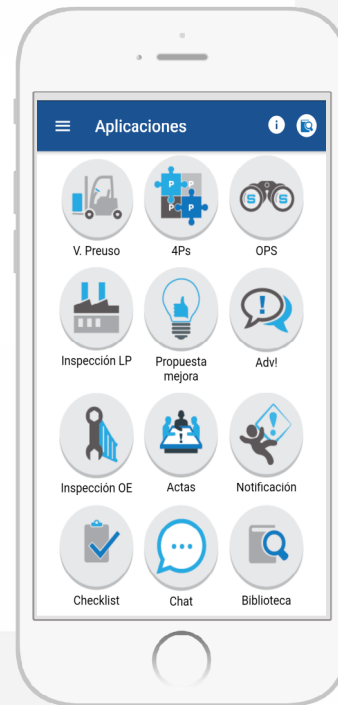 Aplicaciones
i
V. Preuso
P P
P P
4Ps
S S
OPS
Inspección LP
Propuesta
mejora
!
Adv!
Inspección OE
!
Actas
!
Notificación
Checklist
Chat
Biblioteca